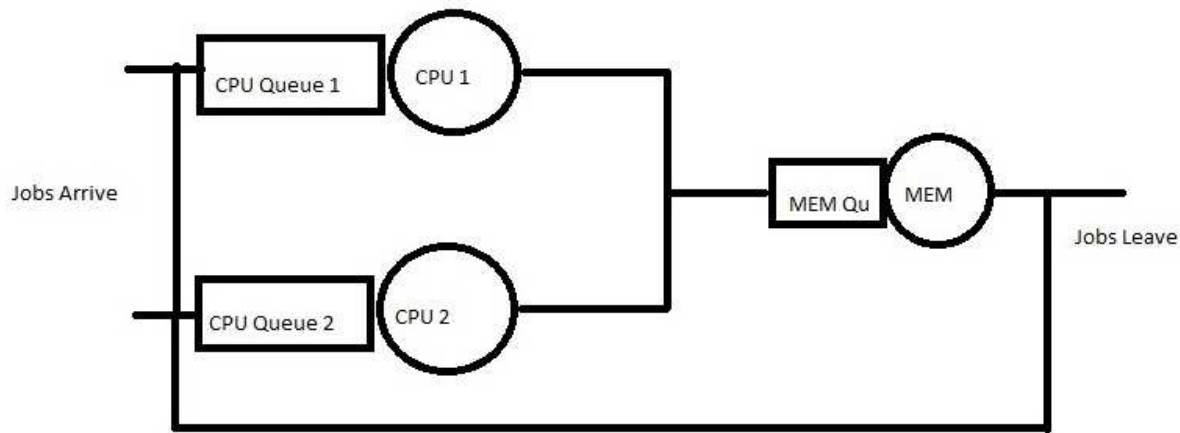 CPU Queue 1
CPU 1
Jobs Arrive
MEM Qu
MEM
Jobs Leave
CPU Queue 2
CPU 2